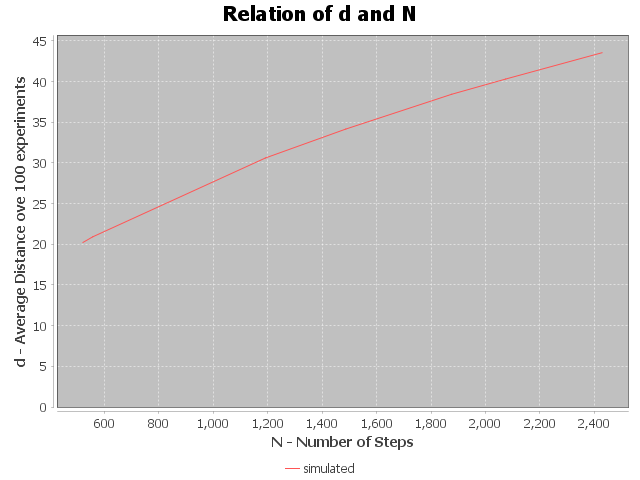 Relation of d and N
45
40
35
30
25
20
15
10
5
0
d - Average Distance ove 100 experiments
600 800 1,000 1,200 1,400 1,600 1,800 2,000 2,200 2,400
N - Number of Steps
simulated